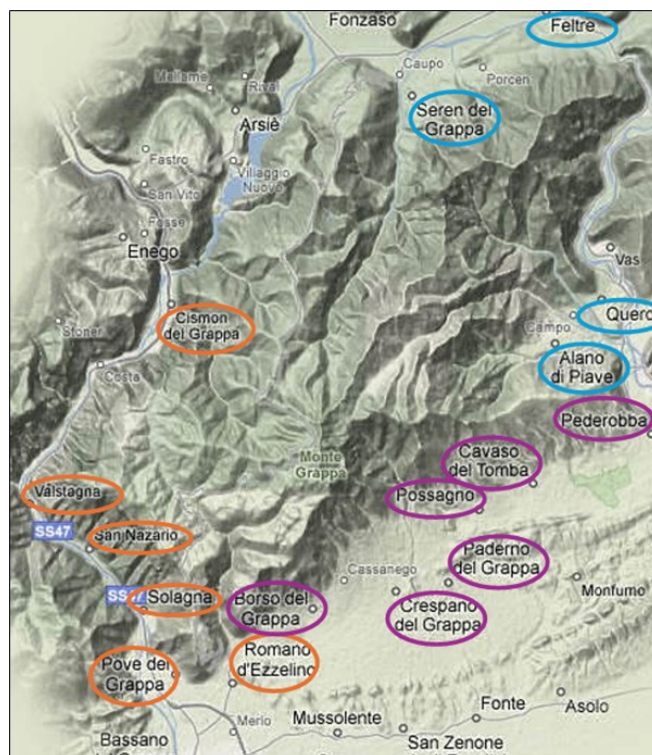 Fonzaso
Feltre
Caupo
Porcen
Mellame
Rival
Seren del
Grappa
Arsiè
Fastro
Villaggio
Nuovo
San Vito
Fosse
Enego
Vas
Cismon
del Grappa
Quero
Stoner
Campo
Costa
Alano
di Piave
Pederobba
Cavaso
del Tomba
Monte
Grappa
Valstagna
Possagno
SS47
San Nazario
Paderno
del Grappa
Cassanego
Monfumo
Solagna
Borso del
Grappa
Crespano
del Grappa
Romano
d'Ezzelino
Pove del
Grappa
Asolo
Fonte
Merlo
Mussolente
San Zenone
Bassano